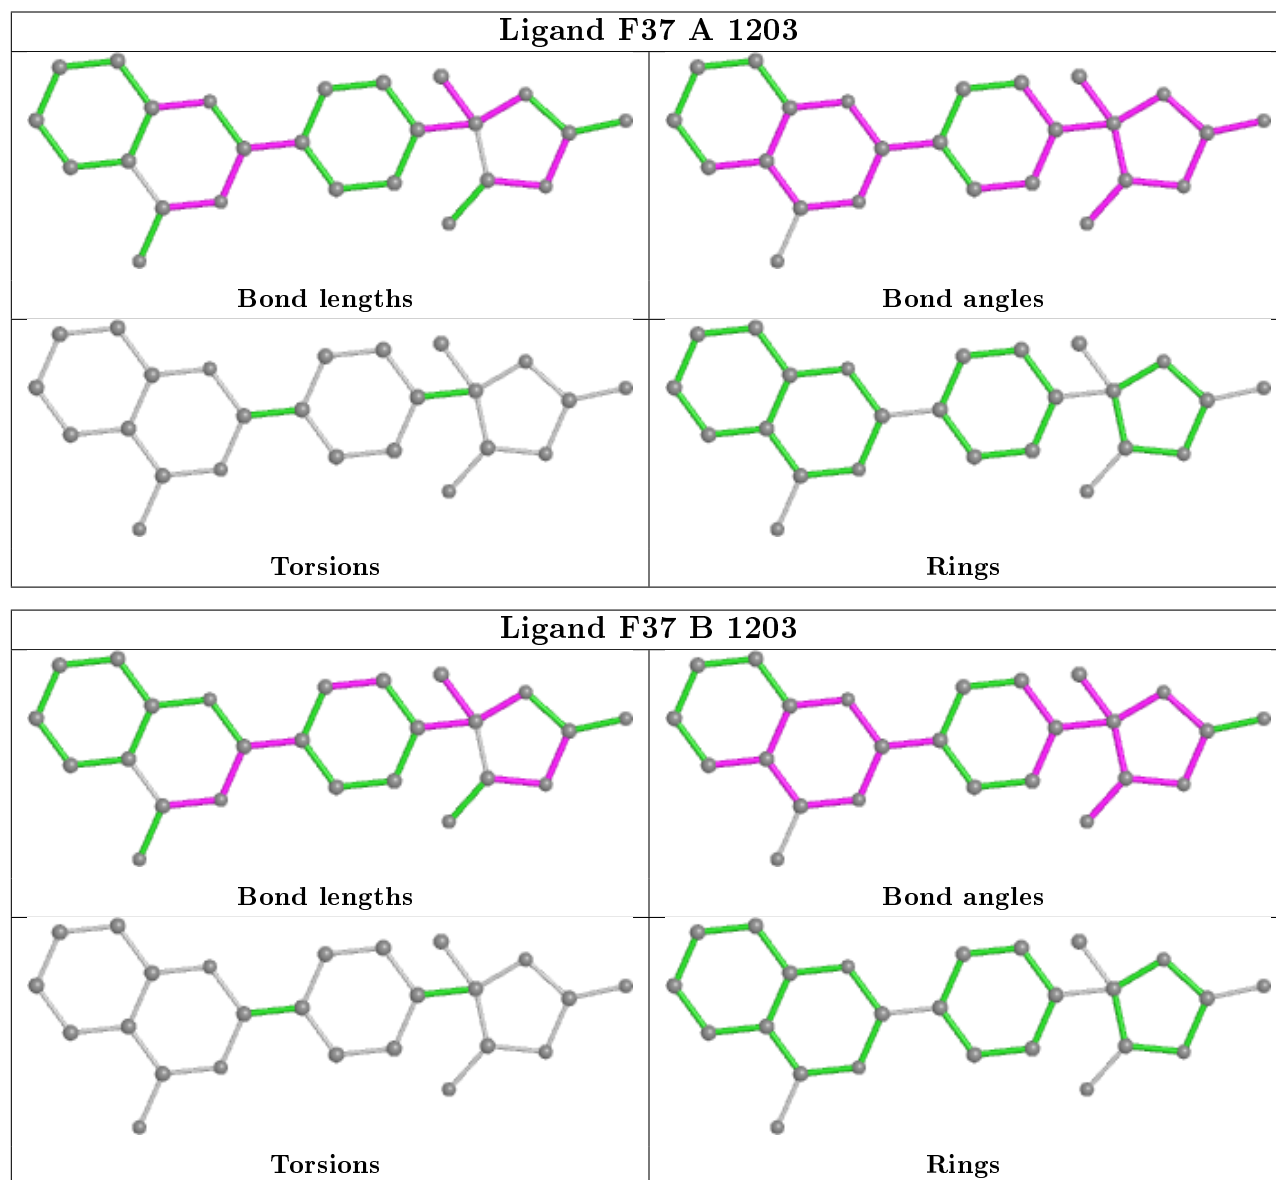 Ligand F37 A 1203
Bond lengths
Bond angles
Torsions
Rings
Ligand F37 B 1203
Bond lengths
Bond angles
Torsions
Rings